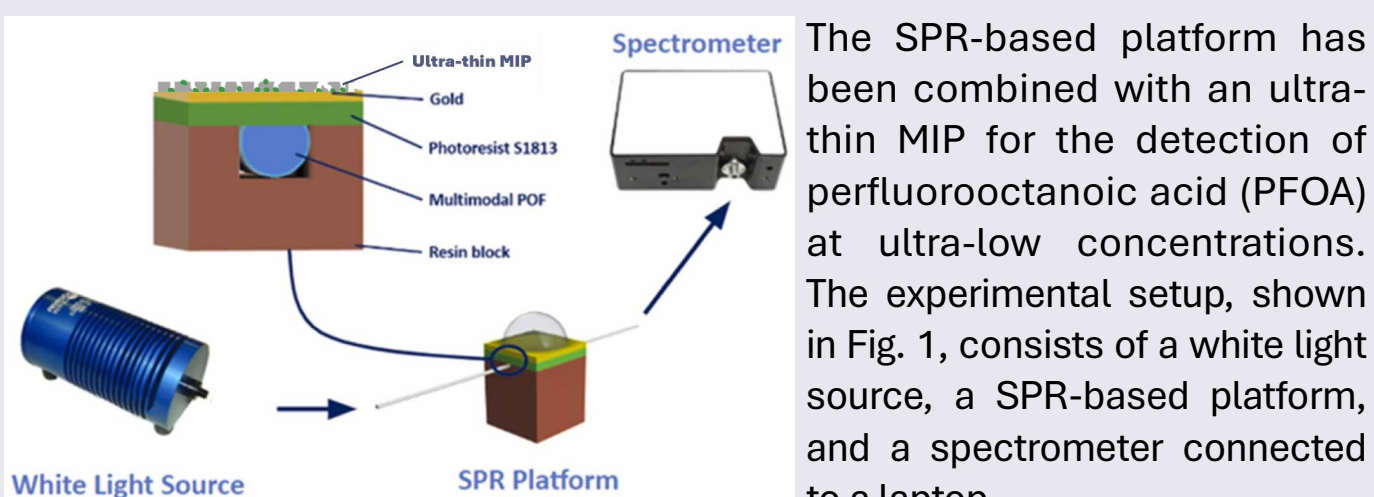 Spectrometer
Ultra-thin MIP
Gold
Photoresist S1813
Multimodal POF
Resin block
White Light Source
SPR Platform
The SPR-based platform has
been combined with an ultra-
thin MIP for the detection of
perfluorooctanoic acid (PFOA)
at ultra-low concentrations.
The experimental setup, shown
in Fig. 1, consists of a white light
source, a SPR-based platform,
and a spectrometer connected
to a laptop